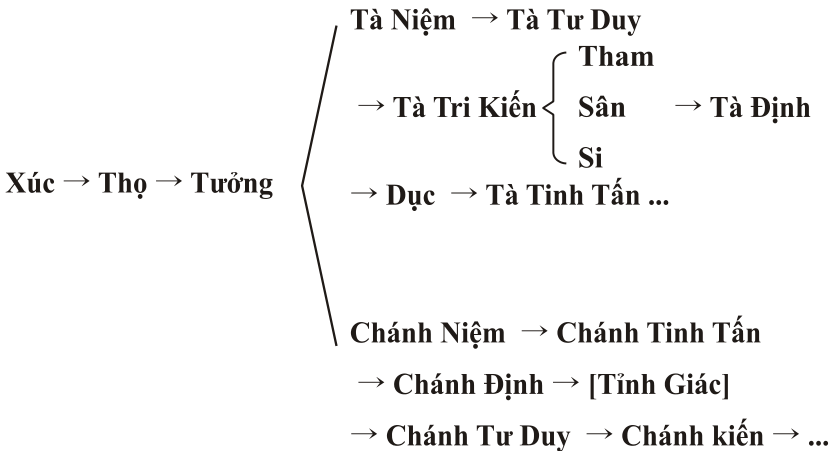 Tà Niệm → Tà Tư Duy
Tham
→ Tà Tri Kiến Sân → Tà Định
Si
Xúc → Thọ → Tưởng
→ Dục → Tà Tinh Tấn ...
Chánh Niệm → Chánh Tinh Tấn
→ Chánh Định → [Tỉnh Giác]
→ Chánh Tư Duy → Chánh kiến → ...